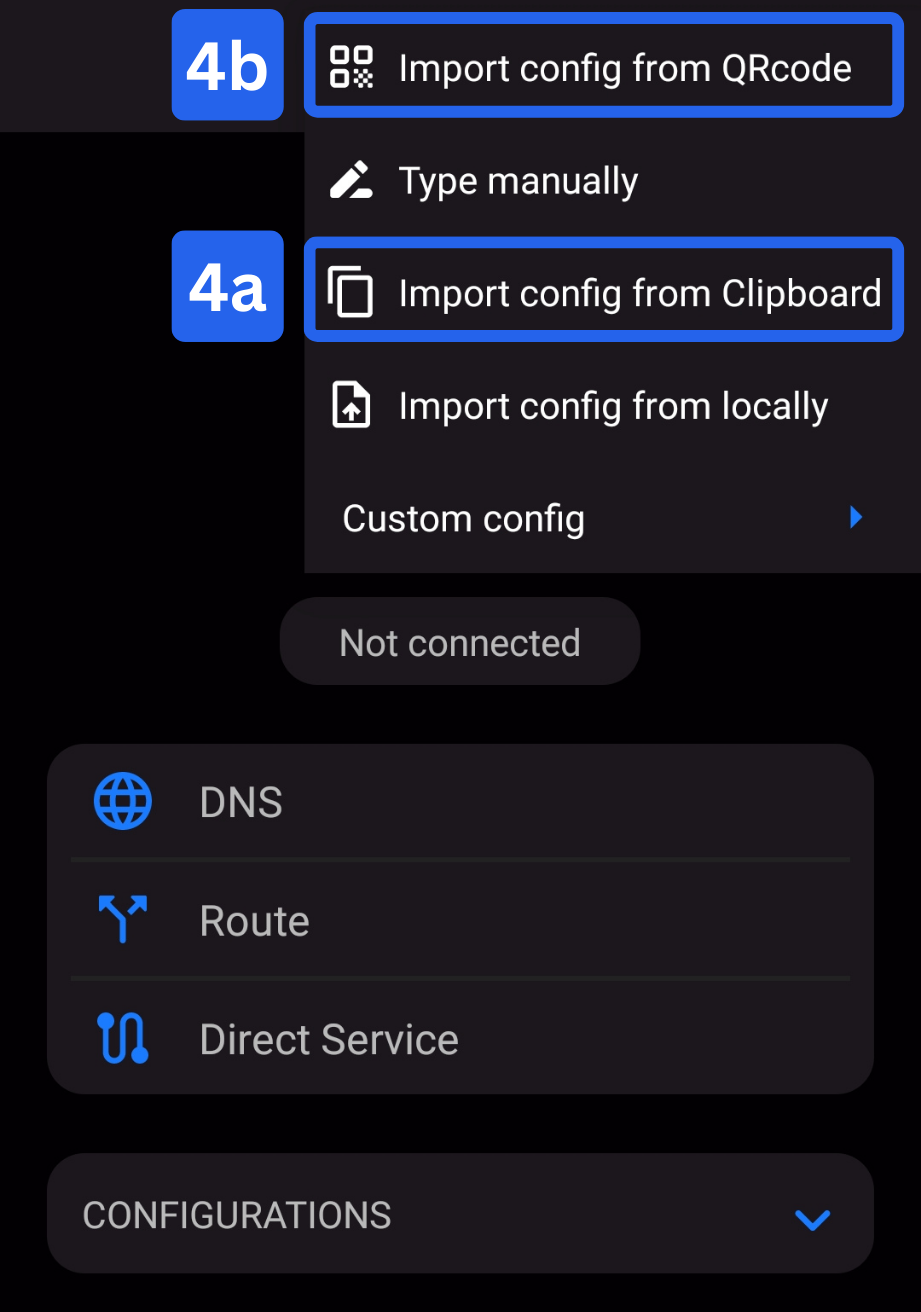 4b
Import config from QRcode
Type manually
4a
Import config from Clipboard
Import config from locally
Custom config
Not connected
DNS
Route
Direct Service
CONFIGURATIONS